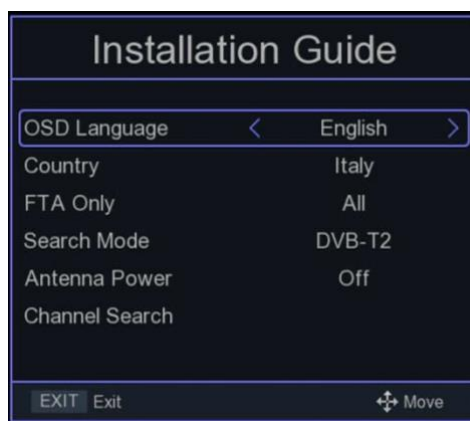 Installation Guide
OSD Language < English >
Country Italy
FTA Only All
Search Mode DVB-T2
Antenna Power Off
Channel Search
EXIT Exit Move